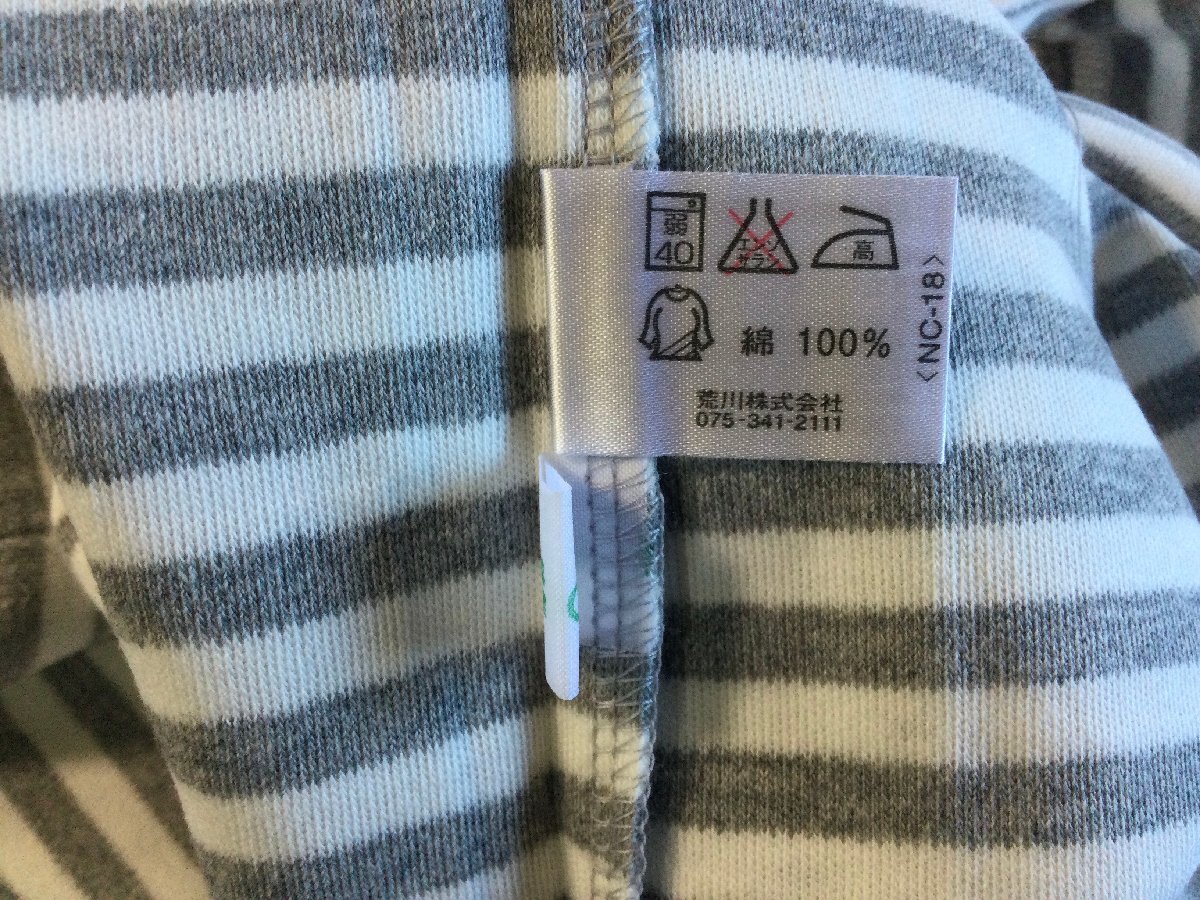 弱
40
エンソ
サラシ
高
綿 100%
荒川株式会社
075-341-2111
<NC-18>